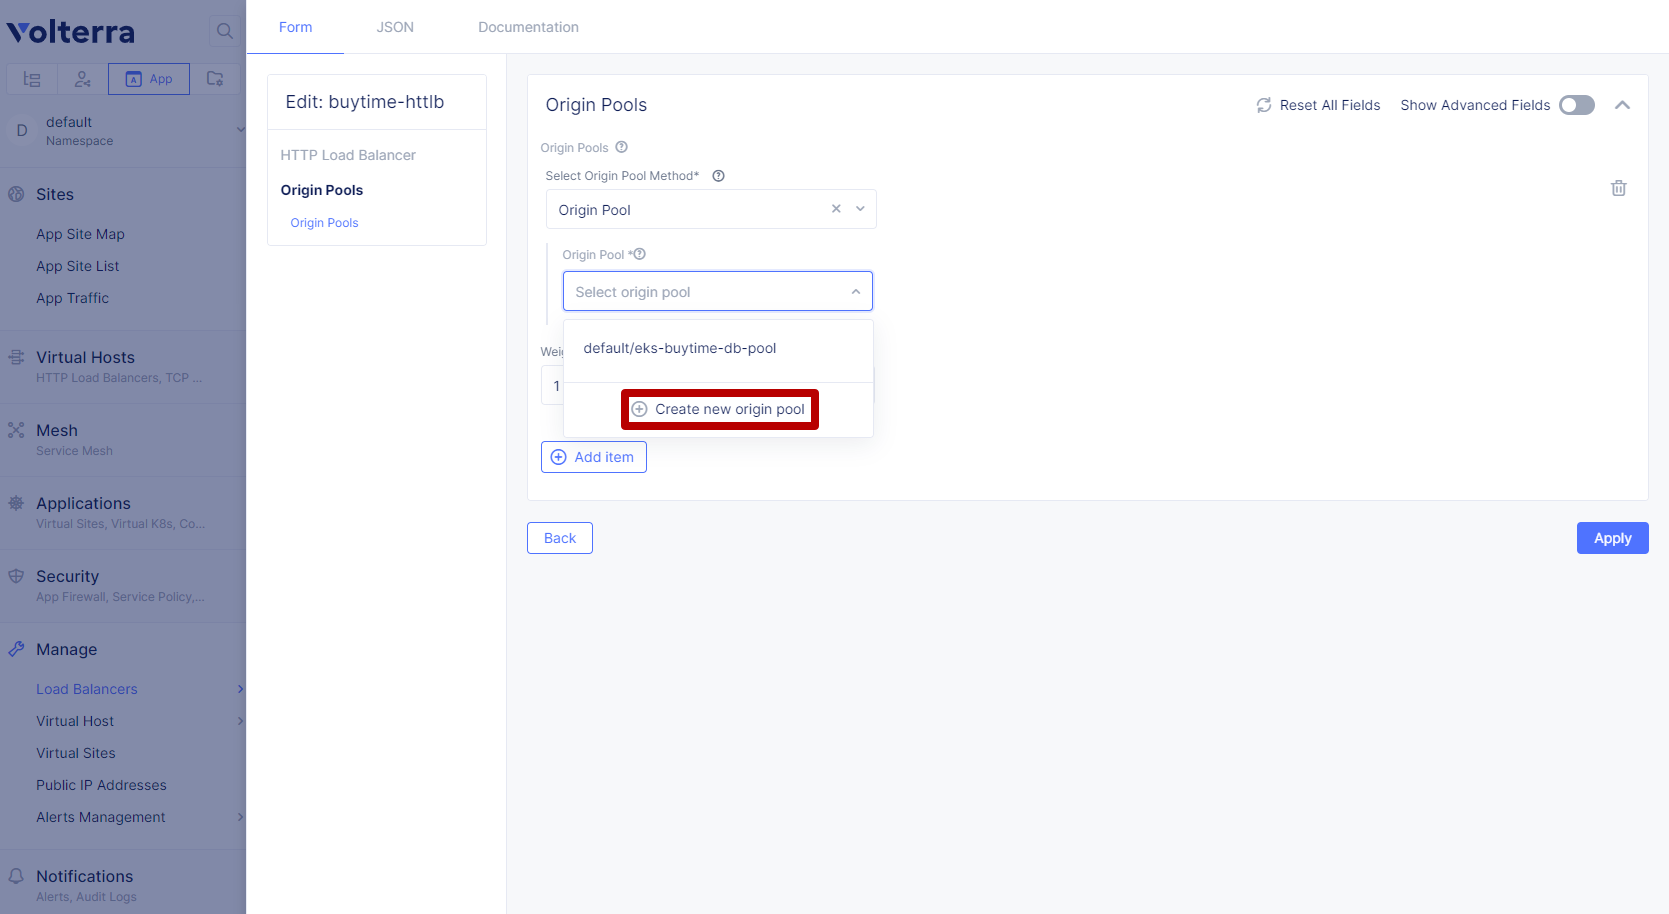 Volterra
App
D
default
Namespace
Sites
App Site Map
App Site List
App Traffic
Virtual Hosts
HTTP Load Balancers, TCP ...
Mesh
Service Mesh
Applications
Virtual Sites, Virtual K8s, Co...
Security
App Firewall, Service Policy,...
Manage
Load Balancers
Virtual Host
Virtual Sites
Public IP Addresses
Alerts Management
Notifications
Alerts, Audit Logs
Form JSON Documentation
Edit: buytime-httlb
HTTP Load Balancer
Origin Pools
Origin Pools
Origin Pools
Reset All Fields Show Advanced Fields
Origin Pools
Select Origin Pool Method*
Origin Pool
Origin Pool *
Select origin pool
default/eks-buytime-db-pool
Create new origin pool
1
Add item
Back Apply